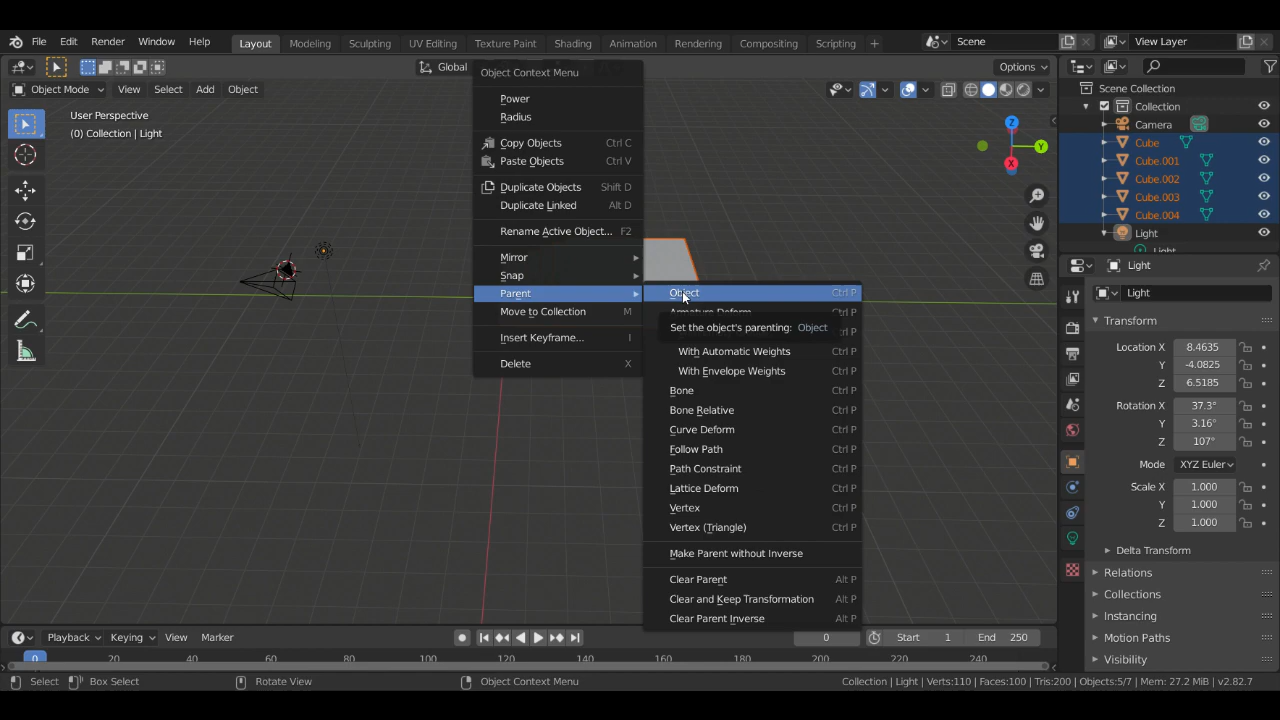 File Edit Render Window Help Layout Modeling Sculpting UV Editing Texture Paint Shading Animation Rendering Compositing Scripting + Scene View Layer
Global Options
Object Mode View Select Add Object
User Perspective
(0) Collection | Light
Z
Y
X
Object Context Menu
Power
Radius
Copy Objects Ctrl C
Paste Objects Ctrl V
Duplicate Objects Shift D
Duplicate Linked Alt D
Rename Active Object... F2
Mirror
Snap
Parent
Move to Collection M
Insert Keyframe... I
Delete X
Object Ctrl P
Armature Deform Ctrl P
Set the object's parenting: Object
With Automatic Weights Ctrl P
With Envelope Weights Ctrl P
Bone Ctrl P
Bone Relative Ctrl P
Curve Deform Ctrl P
Follow Path Ctrl P
Path Constraint Ctrl P
Lattice Deform Ctrl P
Vertex Ctrl P
Vertex (Triangle) Ctrl P
Make Parent without Inverse
Clear Parent Alt P
Clear and Keep Transformation Alt P
Clear Parent Inverse Alt P
Scene Collection
Collection
Camera
Cube
Cube.001
Cube.002
Cube.003
Cube.004
Light
Light
Light
Transform
Location X 8.4635
Y -4.0825
Z 6.5185
Rotation X 37.3°
Y 3.16°
Z 107°
Mode XYZ Euler
Scale X 1.000
Y 1.000
Z 1.000
Delta Transform
Relations
Collections
Instancing
Motion Paths
Visibility
Playback Keying View Marker 0 Start 1 End 250
0 20 40 60 80 100 120 140 160 180 200 220 240
Select Box Select Rotate View Object Context Menu Collection | Light | Verts:110 | Faces:100 | Tris:200 | Objects:5/7 | Mem: 27.2 MiB | v2.82.7